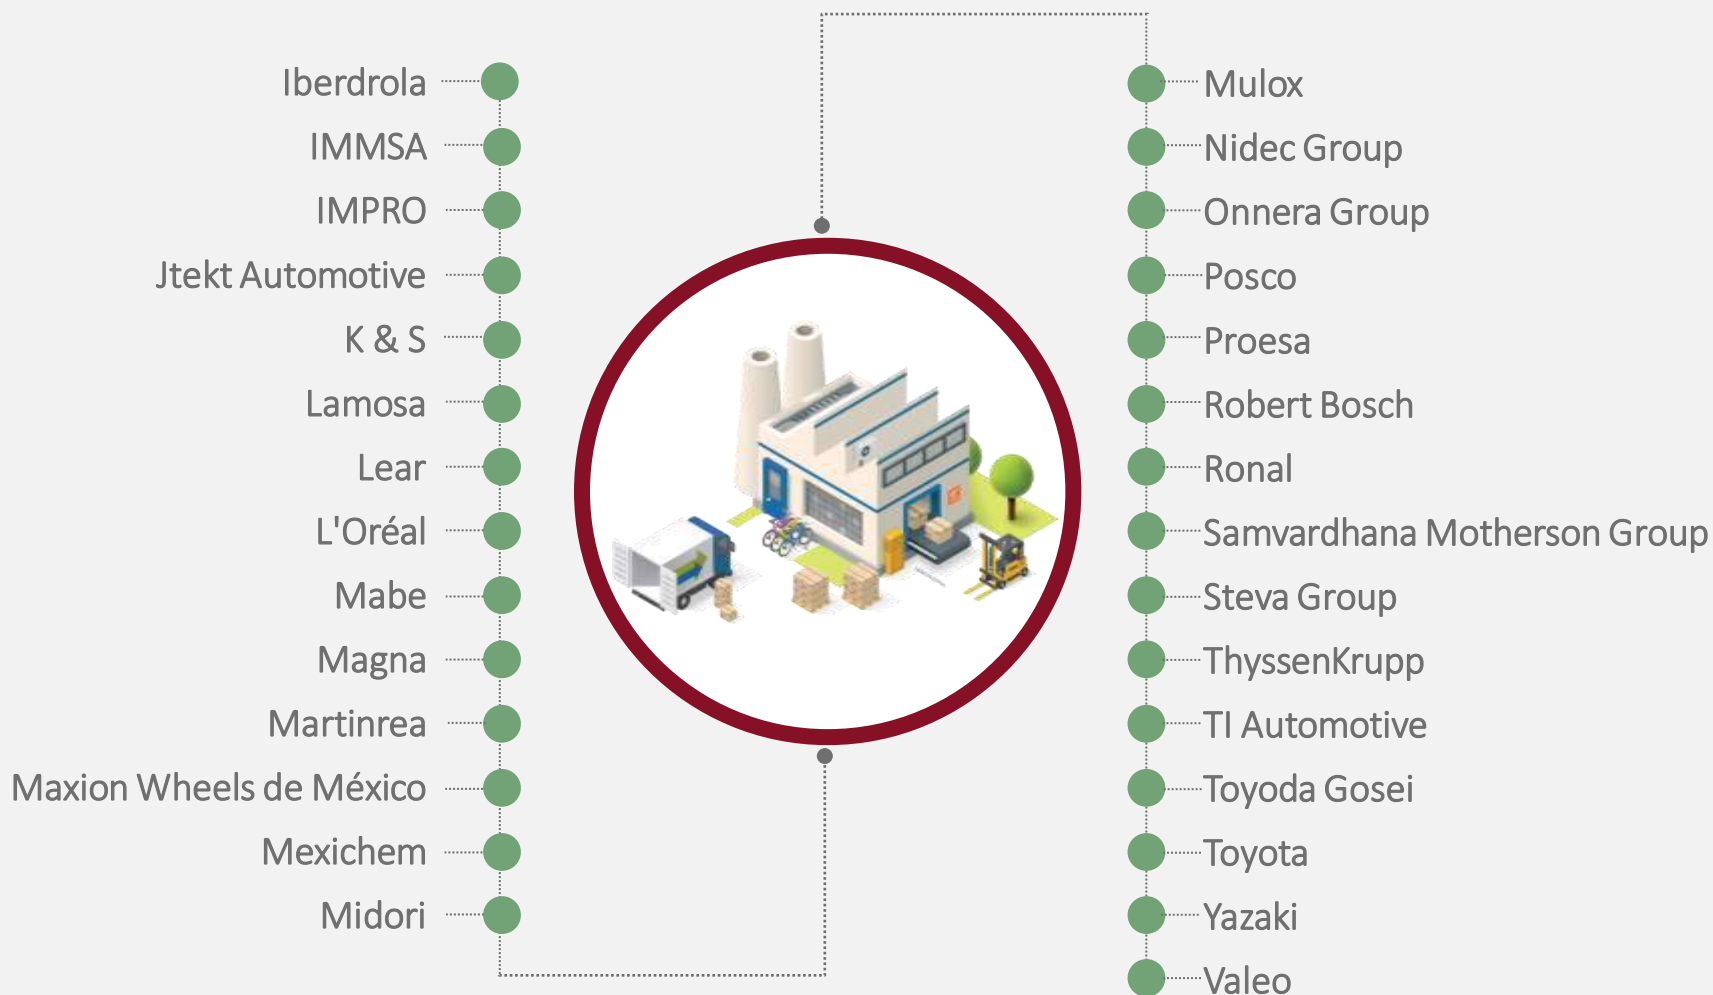 Iberdrola
IMMSA
IMPRO
Jtekt Automotive
K & S
Lamosa
Lear
L'Oréal
Mabe
Magna
Martinrea
Maxion Wheels de México
Mexichem
Midori
Mulox
Nidec Group
Onnera Group
Posco
Proesa
Robert Bosch
Ronal
Samvardhana Motherson Group
Steva Group
ThyssenKrupp
TI Automotive
Toyoda Gosei
Toyota
Yazaki
Valeo